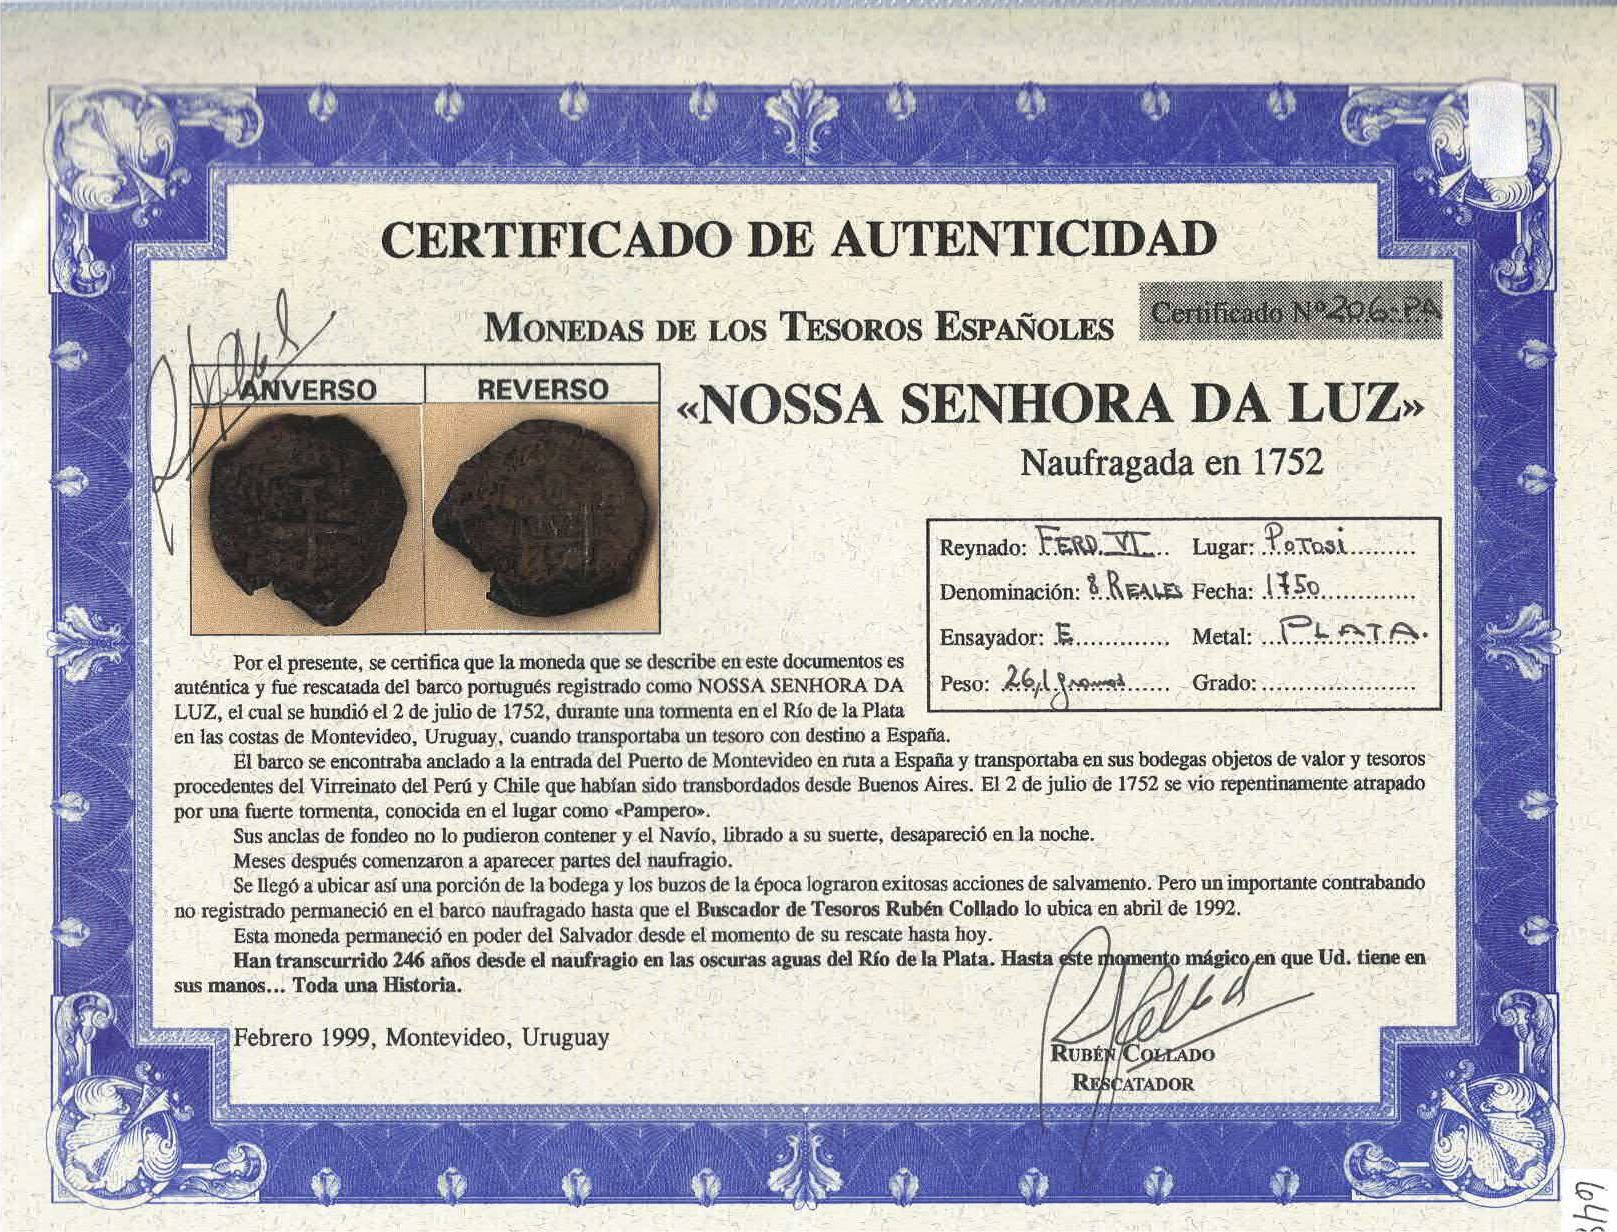 CERTIFICADO DE AUTENTICIDAD
MONEDAS DE LOS TESOROS ESPAÑOLES
Certificado Nº 206-PA
ANVERSO
REVERSO
«NOSSA SENHORA DA LUZ»
Naufragada en 1752
Reynado: FERD. VI Lugar: POTOSI
Denominación: 8 REALES Fecha: 1750
Ensayador: E Metal: PLATA.
Peso: 26,1 gramos Grado:
Por el presente, se certifica que la moneda que se describe en este documentos es
auténtica y fue rescatada del barco portugués registrado como NOSSA SENHORA DA
LUZ, el cual se hundió el 2 de julio de 1752, durante una tormenta en el Río de la Plata
en las costas de Montevideo, Uruguay, cuando transportaba un tesoro con destino a España.
El barco se encontraba anclado a la entrada del Puerto de Montevideo en ruta a España y transportaba en sus bodegas objetos de valor y tesoros
procedentes del Virreinato del Perú y Chile que habían sido transbordados desde Buenos Aires. El 2 de julio de 1752 se vio repentinamente atrapado
por una fuerte tormenta, conocida en el lugar como «Pampero».
Sus anclas de fondeo no lo pudieron contener y el Navío, librado a su suerte, desapareció en la noche.
Meses después comenzaron a aparecer partes del naufragio.
Se llegó a ubicar así una porción de la bodega y los buzos de la época lograron exitosas acciones de salvamento. Pero un importante contrabando
no registrado permaneció en el barco naufragado hasta que el Buscador de Tesoros Rubén Collado lo ubica en abril de 1992.
Esta moneda permaneció en poder del Salvador desde el momento de su rescate hasta hoy.
Han transcurrido 246 años desde el naufragio en las oscuras aguas del Río de la Plata. Hasta este momento mágico en que Ud. tiene en
sus manos... Toda una Historia.
Febrero 1999, Montevideo, Uruguay
RUBÉN COLLADO
RESCATADOR